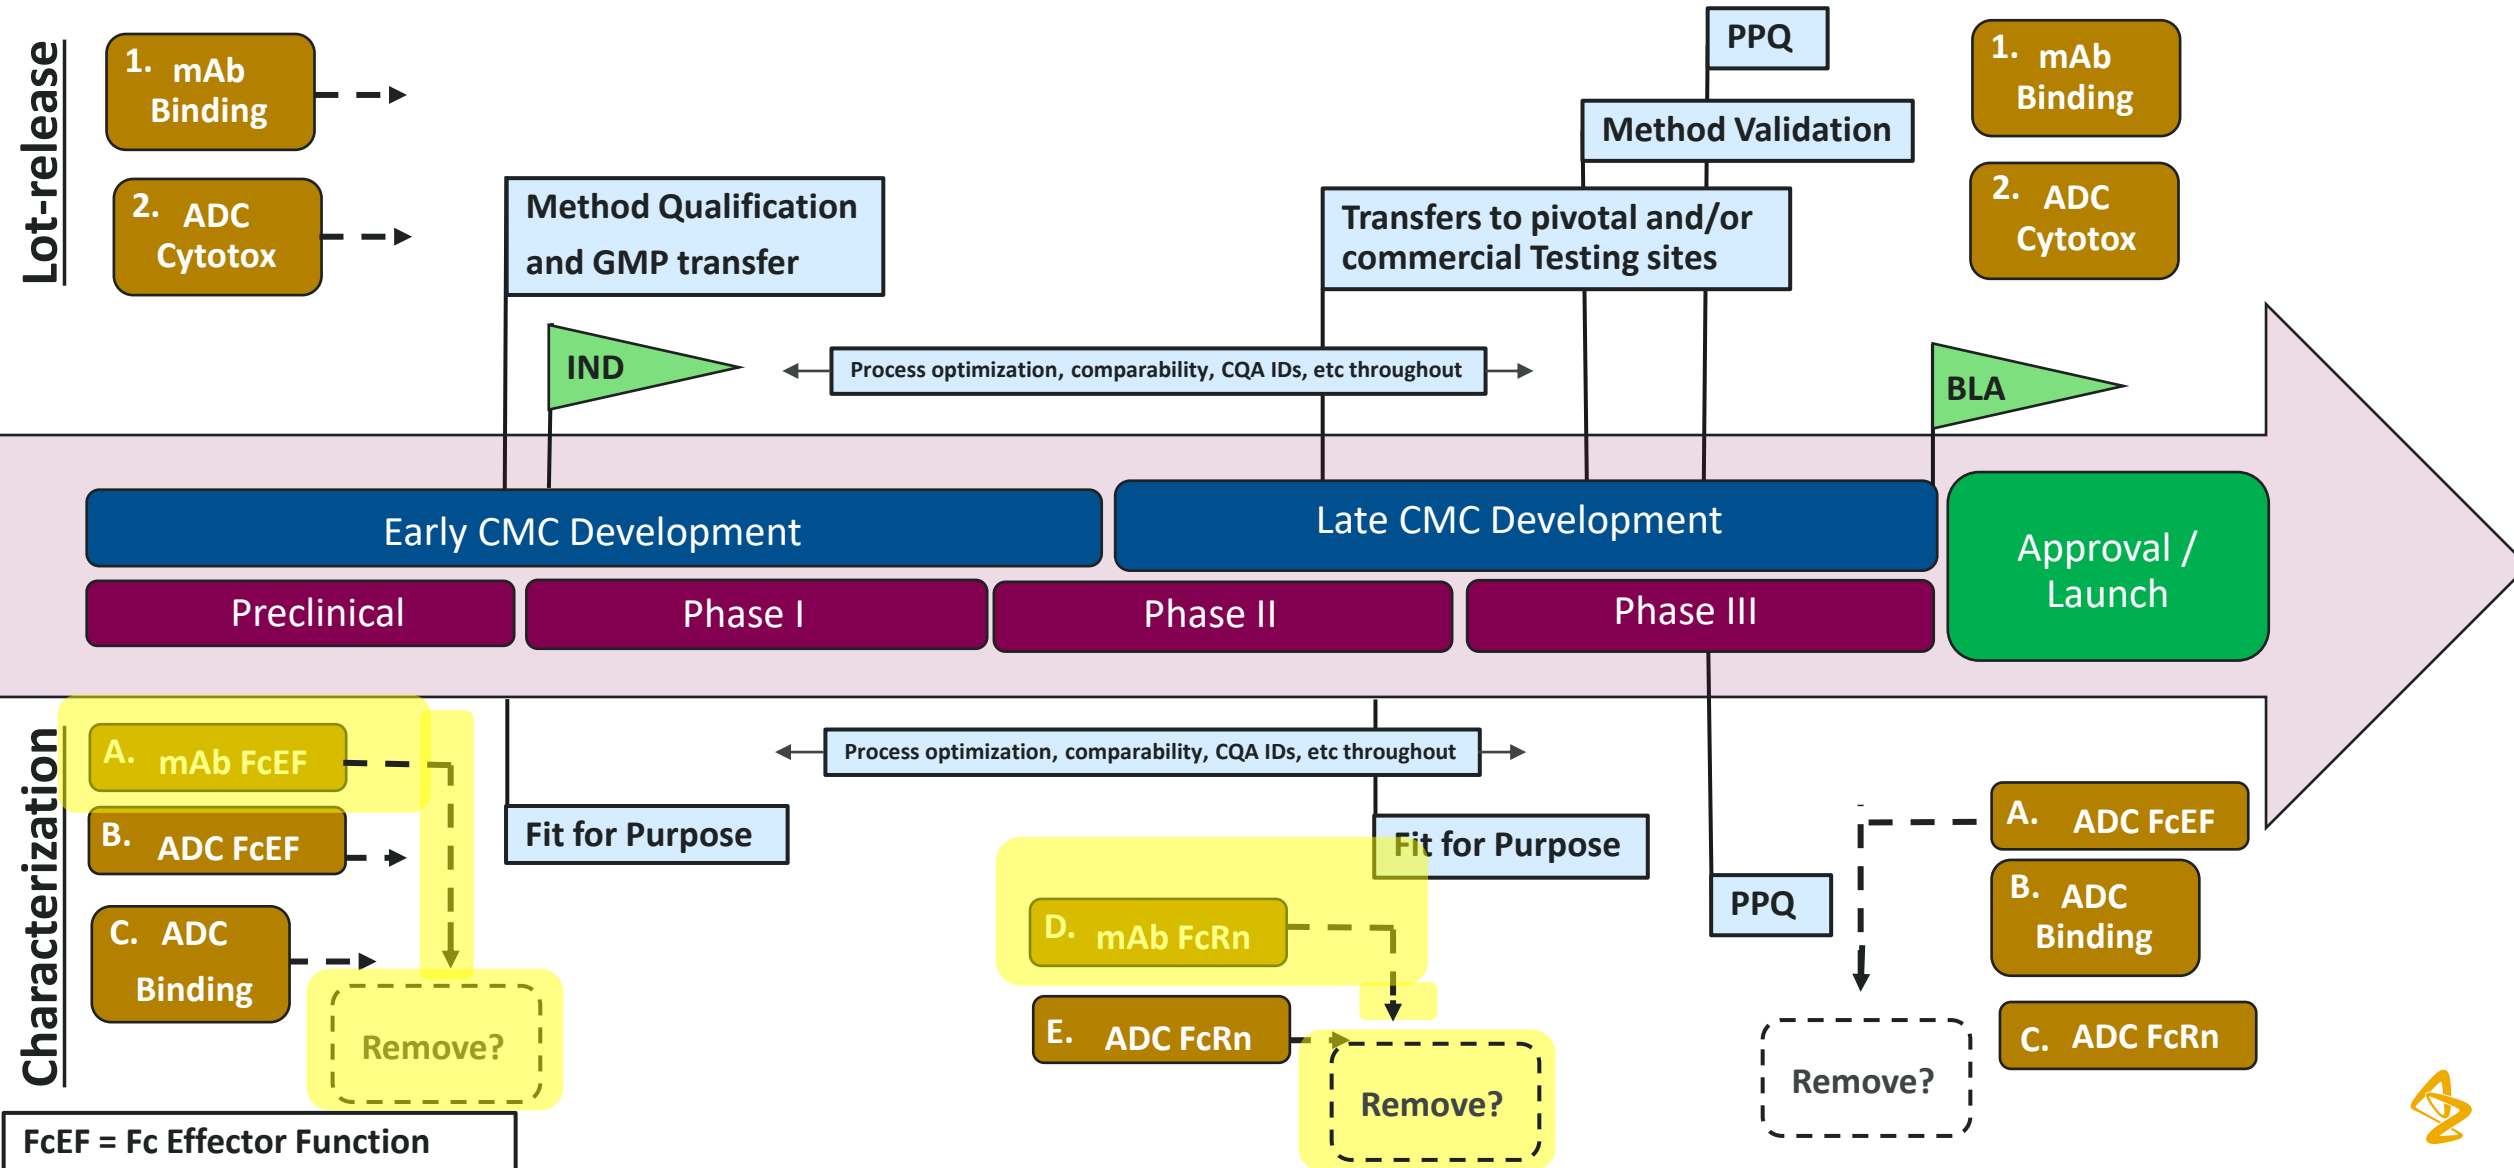 Lot-release
1. mAb
Binding
2. ADC
Cytotox
Method Qualification
and GMP transfer
IND
Process optimization, comparability, CQA IDs, etc throughout
PPQ
Method Validation
Transfers to pivotal and/or
commercial Testing sites
1. mAb
Binding
2. ADC
Cytotox
BLA
Early CMC Development
Late CMC Development
Approval /
Launch
Preclinical
Phase I
Phase II
Phase III
Characterization
A. mAb FcEF
B. ADC FcEF
C. ADC
Binding
Remove?
Fit for Purpose
Process optimization, comparability, CQA IDs, etc throughout
Fit for Purpose
D. mAb FcRn
E. ADC FcRn
Remove?
PPQ
A. ADC FcEF
B. ADC
Binding
C. ADC FcRn
Remove?
FcEF = Fc Effector Function